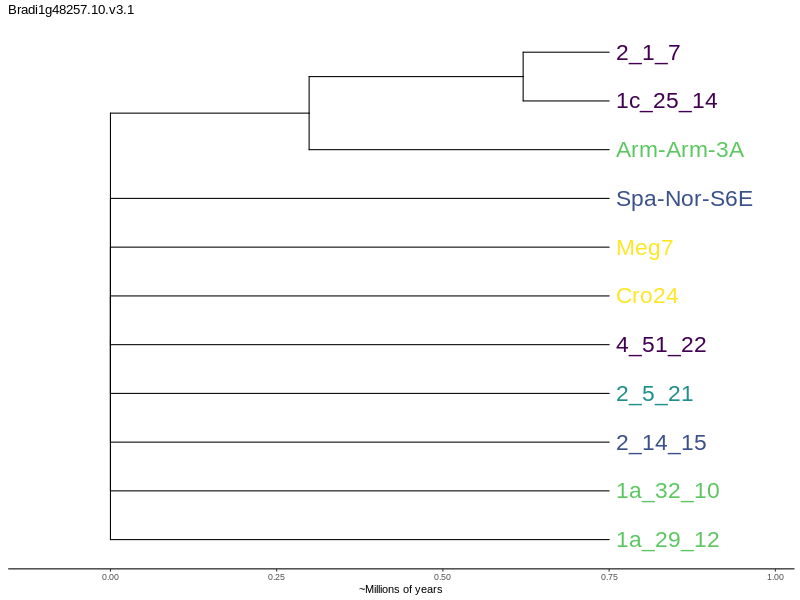 Bradi1g48257.10.v3.1
2_1_7
1c_25_14
Arm-Arm-3A
Spa-Nor-S6E
Meg7
Cro24
4_51_22
2_5_21
2_14_15
1a_32_10
1a_29_12
0.00 0.25 0.50 0.75 1.00
~Millions of years